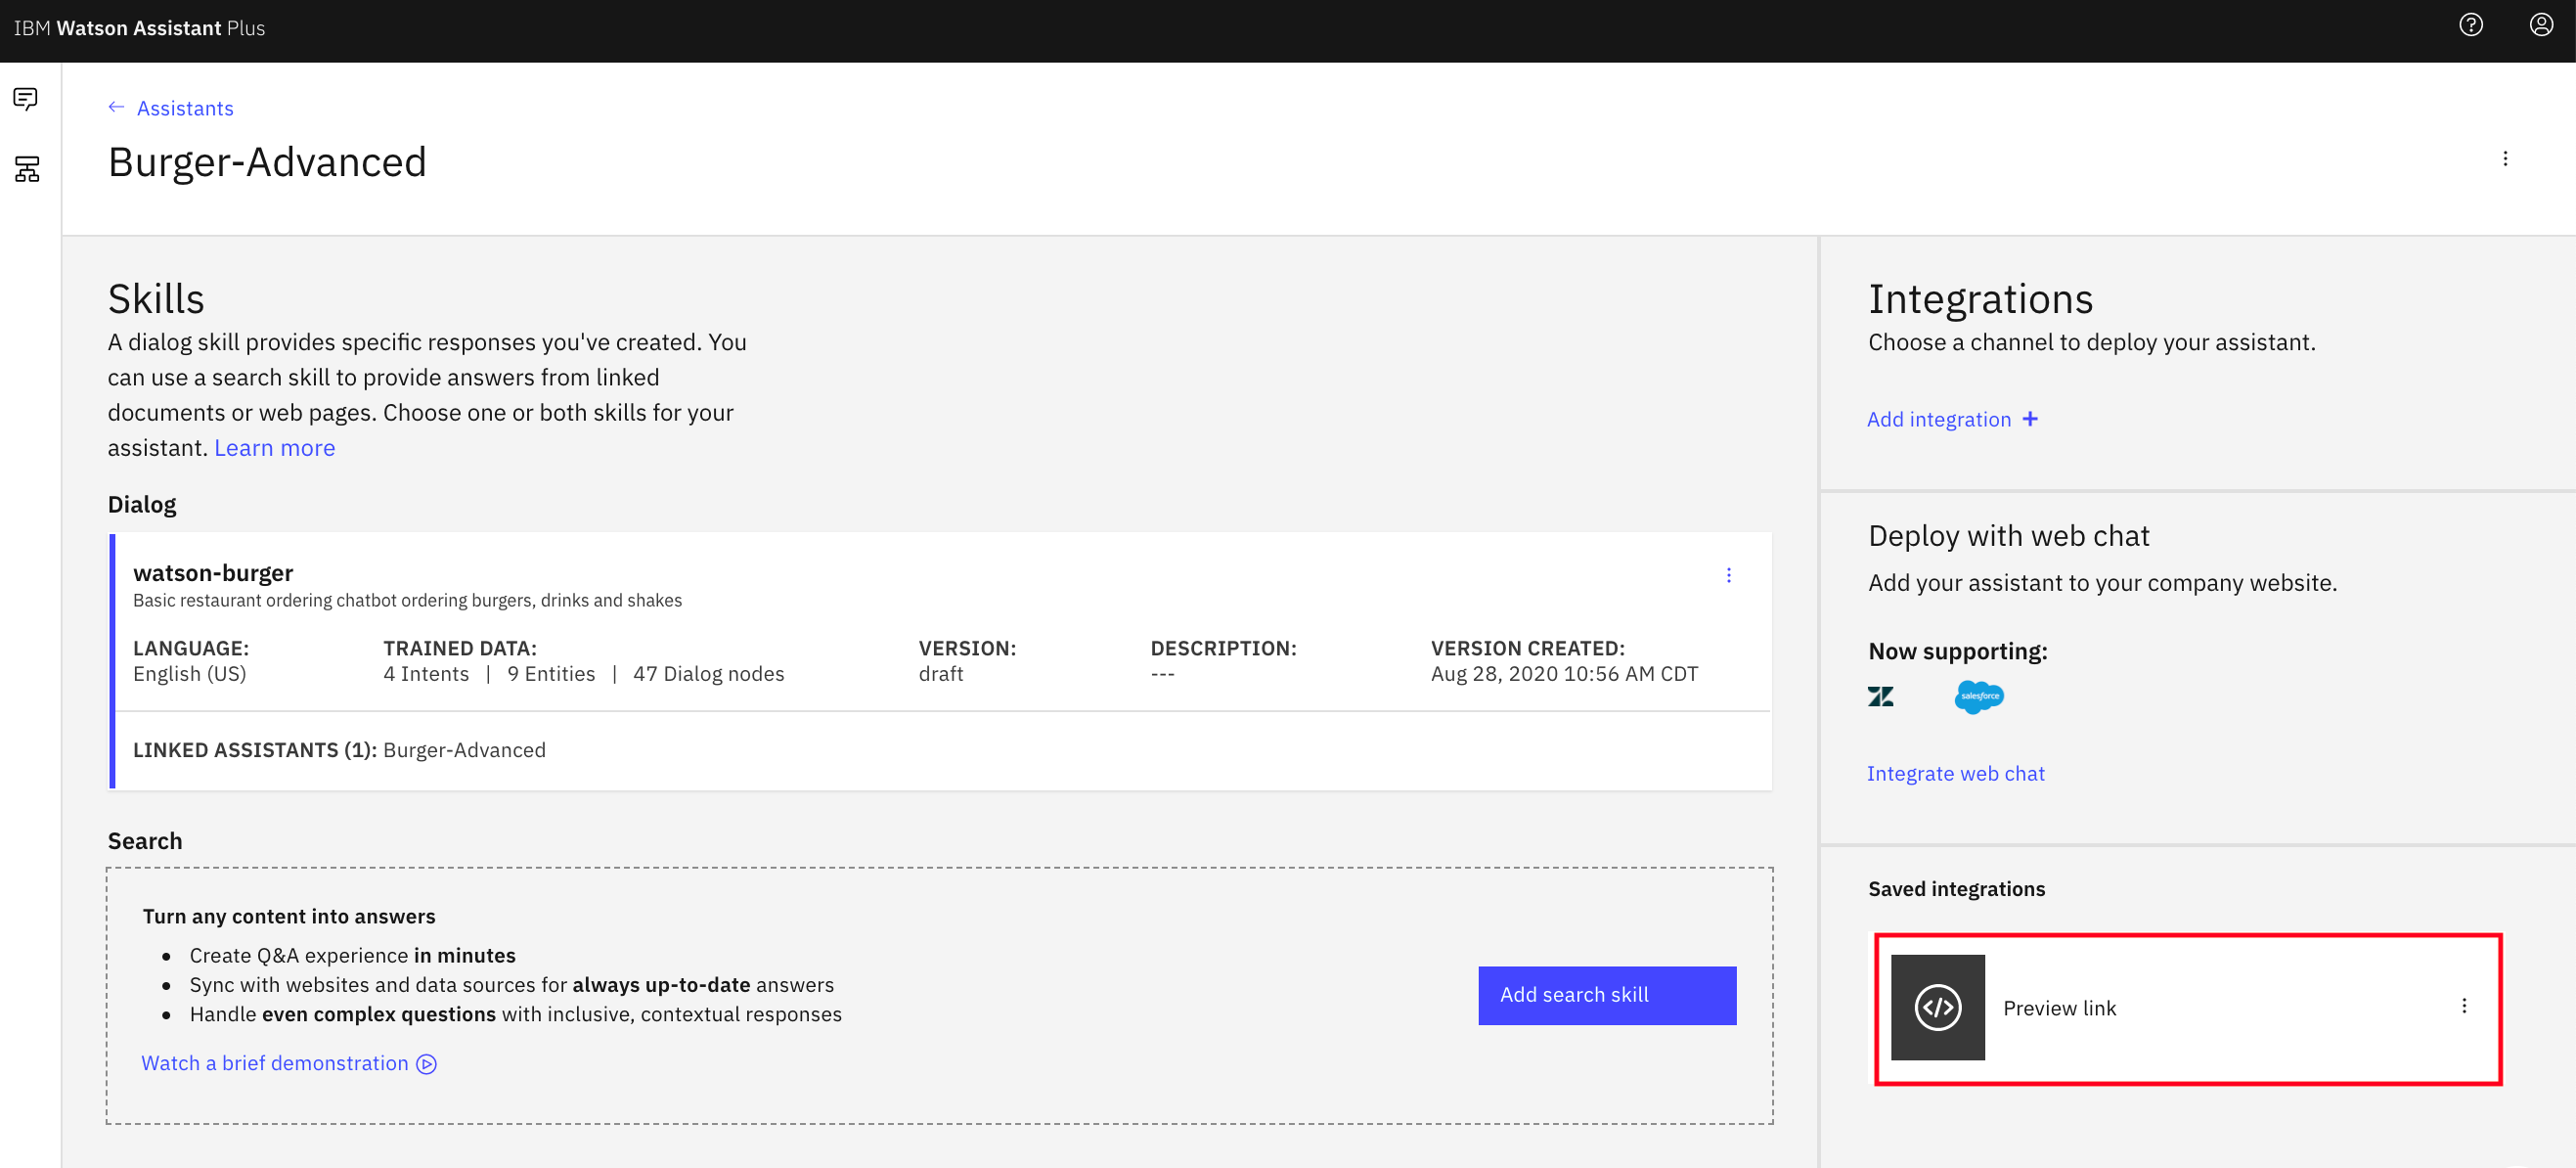 IBM Watson Assistant Plus
Assistants
Burger-Advanced
Skills
A dialog skill provides specific responses you've created. You
can use a search skill to provide answers from linked
documents or web pages. Choose one or both skills for your
assistant. Learn more
Dialog
watson-burger
Basic restaurant ordering chatbot ordering burgers, drinks and shakes
LANGUAGE: TRAINED DATA: VERSION: DESCRIPTION: VERSION CREATED:
English (US) 4 Intents | 9 Entities | 47 Dialog nodes draft --- Aug 28, 2020 10:56 AM CDT
LINKED ASSISTANTS (1): Burger-Advanced
Search
Turn any content into answers
• Create Q&A experience in minutes
• Sync with websites and data sources for always up-to-date answers
• Handle even complex questions with inclusive, contextual responses
Watch a brief demonstration
Add search skill
Integrations
Choose a channel to deploy your assistant.
Add integration +
Deploy with web chat
Add your assistant to your company website.
Now supporting:
salesforce
Integrate web chat
Saved integrations
</> Preview link